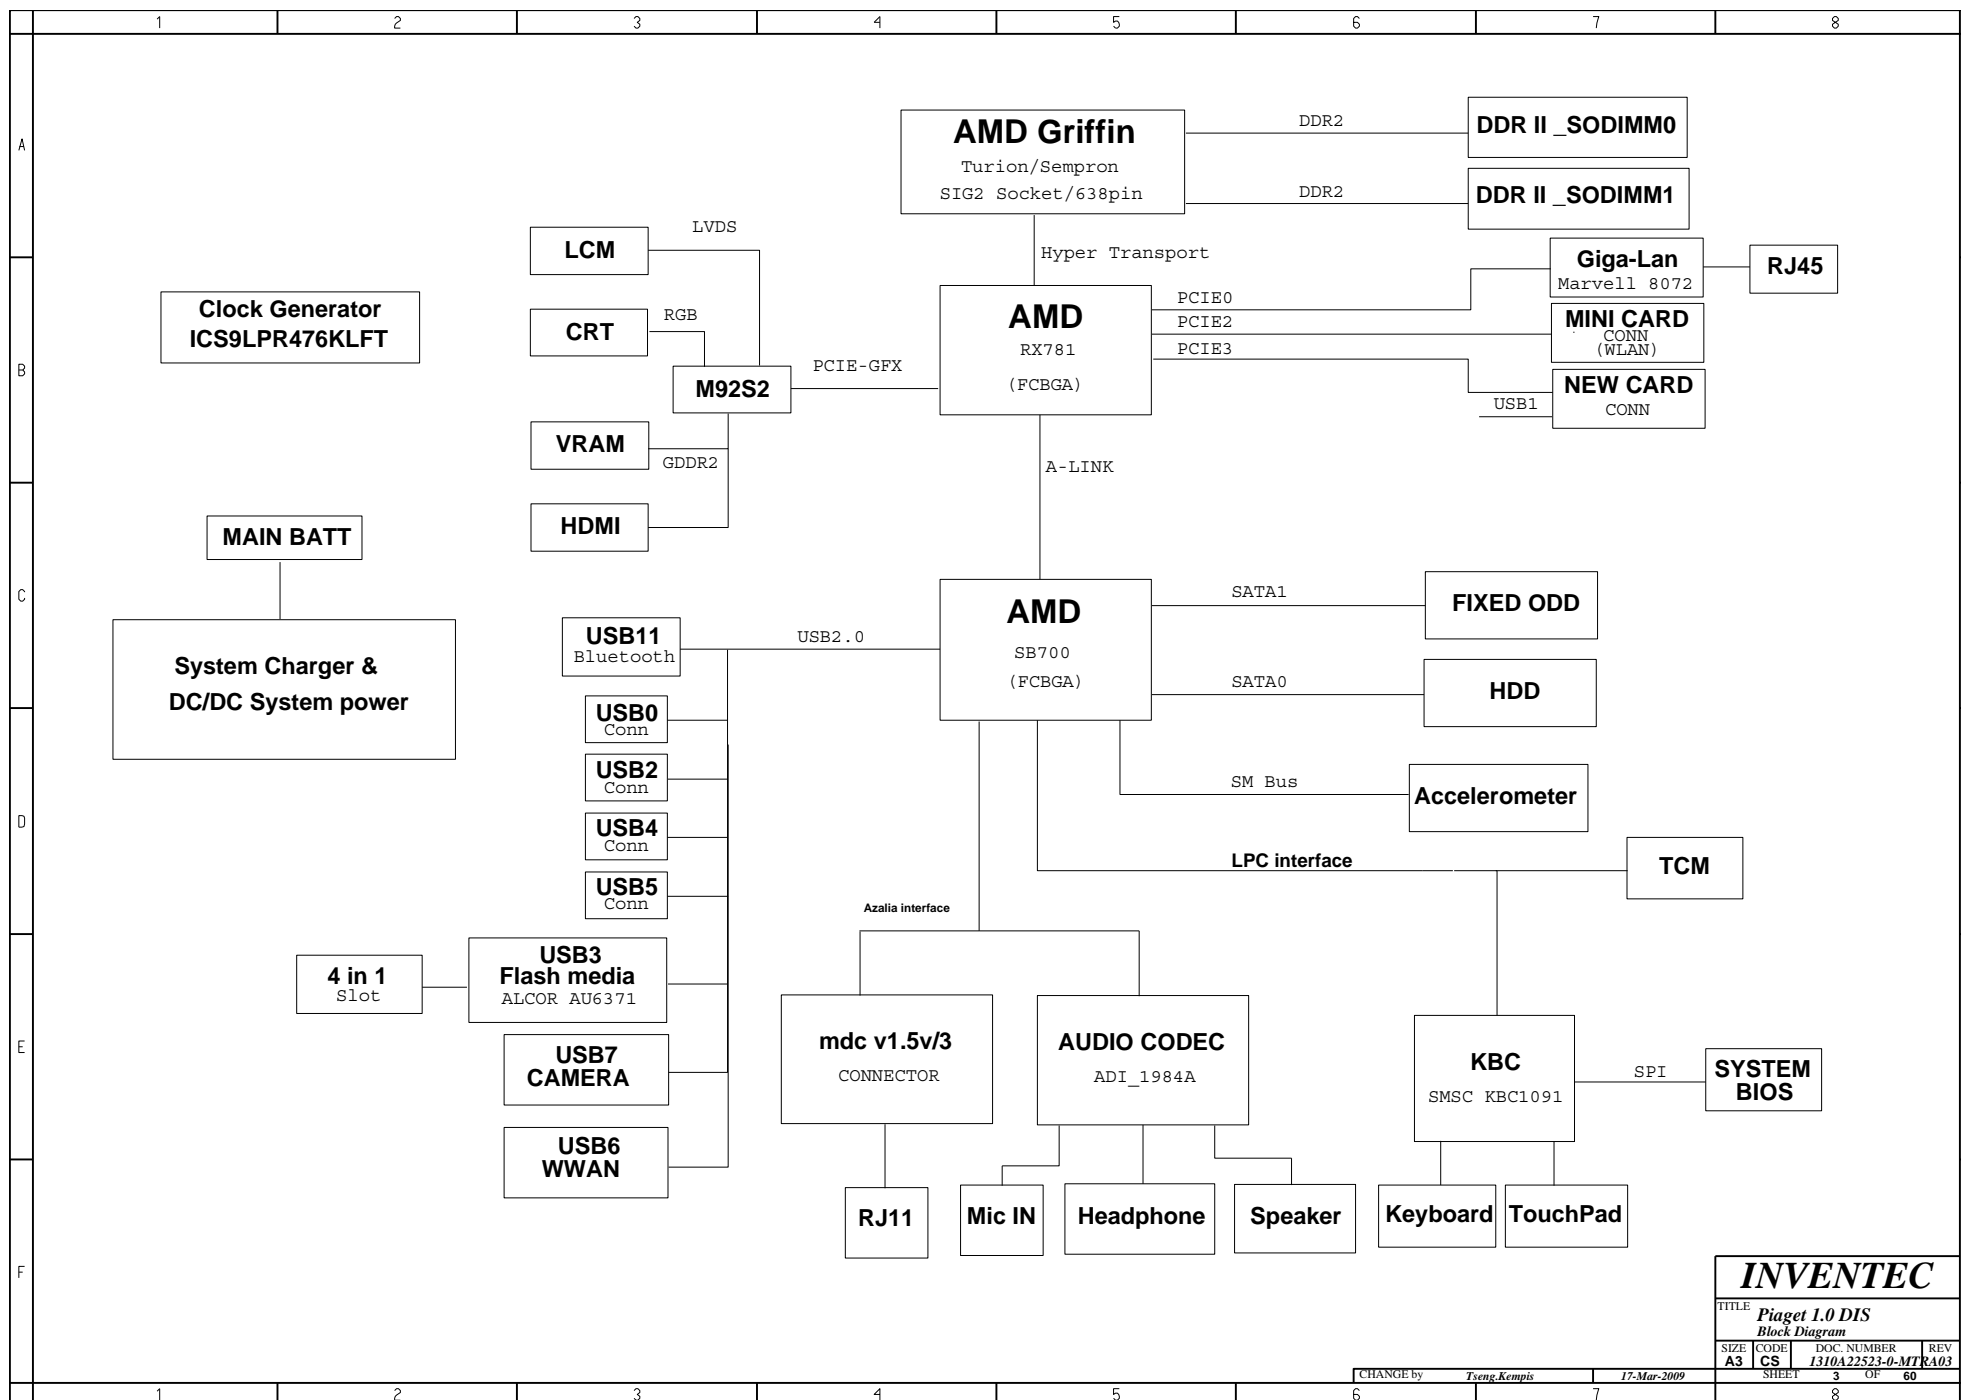 1 2 3 4 5 6 7 8
A
B
C
D
E
F
AMD Griffin
Turion/Sempron
SIG2 Socket/638pin
DDR2
DDR II _SODIMM0
DDR2
DDR II _SODIMM1
Hyper Transport
LCM
LVDS
CRT
RGB
M92S2
PCIE-GFX
VRAM
GDDR2
HDMI
Clock Generator
ICS9LPR476KLFT
AMD
RX781
(FCBGA)
PCIE0
PCIE2
PCIE3
Giga-Lan
Marvell 8072
RJ45
MINI CARD
CONN
(WLAN)
NEW CARD
CONN
USB1
A-LINK
MAIN BATT
System Charger &
DC/DC System power
AMD
SB700
(FCBGA)
USB2.0
SATA1
FIXED ODD
SATA0
HDD
SM Bus
Accelerometer
LPC interface
TCM
USB11
Bluetooth
USB0
Conn
USB2
Conn
USB4
Conn
USB5
Conn
4 in 1
Slot
USB3
Flash media
ALCOR AU6371
USB7
CAMERA
USB6
WWAN
Azalia interface
mdc v1.5v/3
CONNECTOR
RJ11
AUDIO CODEC
ADI_1984A
Mic IN
Headphone
Speaker
KBC
SMSC KBC1091
SPI
SYSTEM
BIOS
Keyboard
TouchPad
INVENTEC
TITLE
Piaget 1.0 DIS
Block Diagram
SIZE CODE DOC. NUMBER REV
A3 CS 1310A22523-0-MTR A03
CHANGE by Tseng.Kempis 17-Mar-2009 SHEET 3 OF 60
1 2 3 4 5 6 7 8